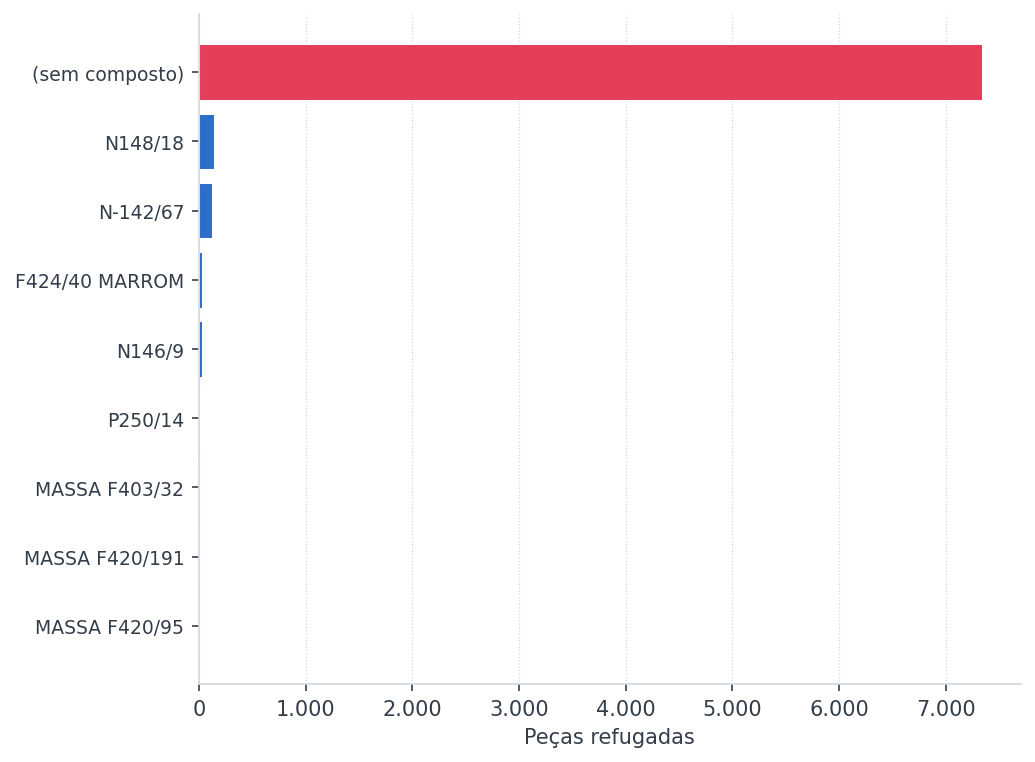 (sem composto)
N148/18
N-142/67
F424/40 MARROM
N146/9
P250/14
MASSA F403/32
MASSA F420/191
MASSA F420/95
0 1.000 2.000 3.000 4.000 5.000 6.000 7.000
Peças refugadas